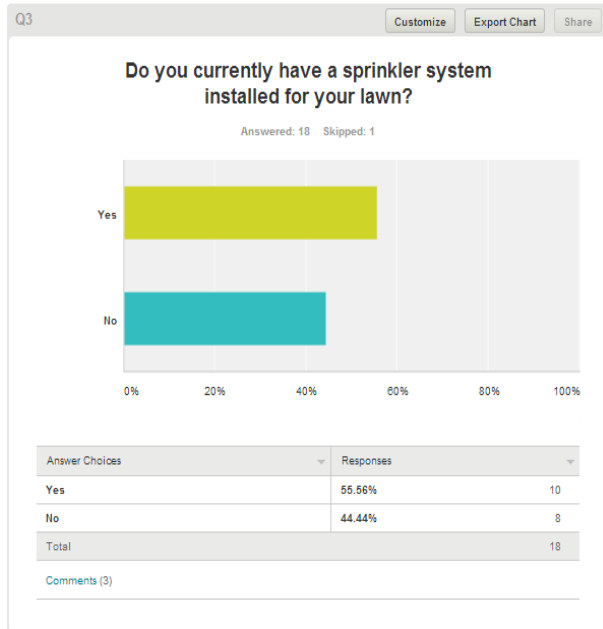 Q3
Customize Export Chart Share
Do you currently have a sprinkler system
installed for your lawn?
Answered: 18 Skipped: 1
Yes
No
0% 20% 40% 60% 80% 100%
Answer Choices Responses
Yes 55.56% 10
No 44.44% 8
Total 18
Comments (3)